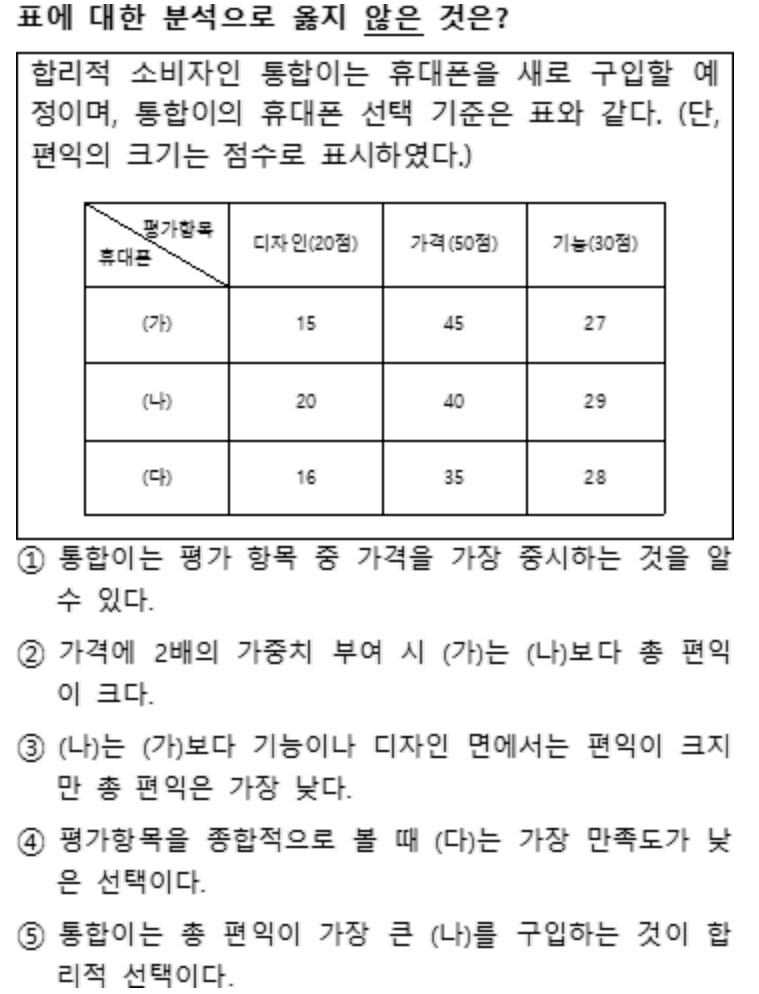 표에 대한 분석으로 옳지 않은 것은?
합리적 소비자인 통합이는 휴대폰을 새로 구입할 예
정이며, 통합이의 휴대폰 선택 기준은 표와 같다. (단,
편익의 크기는 점수로 표시하였다.)
평가항목
휴대폰
디자인(20점) 가격(50점) 기능(30점)
(가) 15 45 27
(나) 20 40 29
(다) 16 35 28
① 통합이는 평가 항목 중 가격을 가장 중시하는 것을 알
수 있다.
② 가격에 2배의 가중치 부여 시 (가)는 (나)보다 총 편익
이 크다.
③ (나)는 (가)보다 기능이나 디자인 면에서는 편익이 크지
만 총 편익은 가장 낮다.
④ 평가항목을 종합적으로 볼 때 (다)는 가장 만족도가 낮
은 선택이다.
⑤ 통합이는 총 편익이 가장 큰 (나)를 구입하는 것이 합
리적 선택이다.